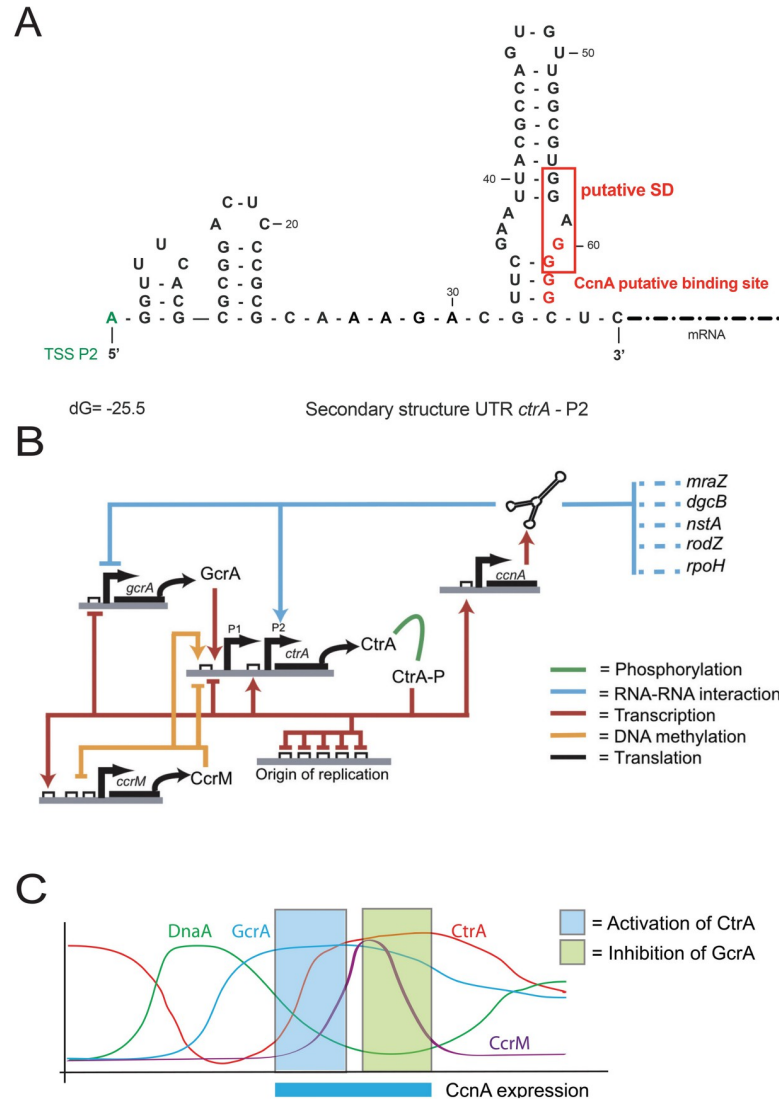 A
U G
G U 50
A - U
C - G
C - G
G - C
C - G
A - U
40 U - G
U - G
putative SD
C U
A C 20
A A
A G
U G - C
G G 60
U C G - C
C - G
U - A C - G
U - G
CcnA putative binding site
G - C G - C
U - G
30
A - G - G — C - G - C - A - A - A - G - A - C - G - C - U - C
TSS P2 5' 3' mRNA
dG= -25.5 Secondary structure UTR ctrA - P2
B
mraZ
dgcB
nstA
rodZ
rpoH
ccnA
gcrA GcrA
P1 P2
ctrA CtrA
CtrA-P
= Phosphorylation
= RNA-RNA interaction
= Transcription
= DNA methylation
= Translation
ccrM CcrM
Origin of replication
C
DnaA GcrA CtrA
= Activation of CtrA
= Inhibition of GcrA
CcrM
CcnA expression